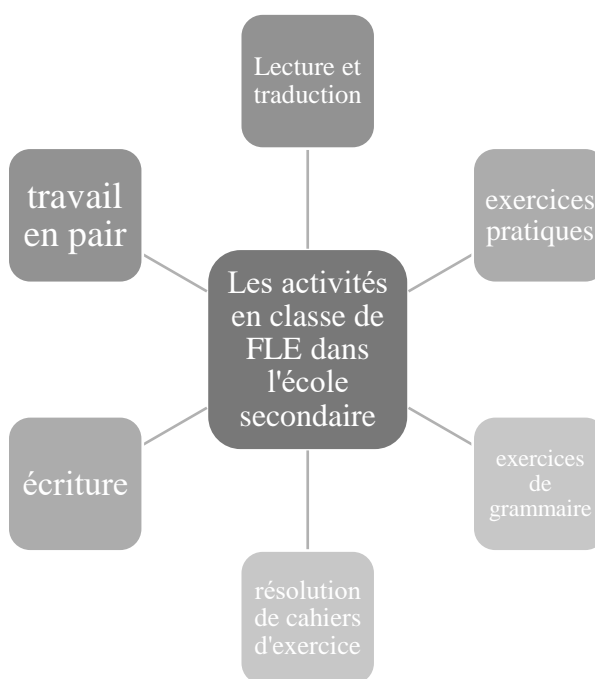 Lecture et
traduction
travail
en pair
exercices
pratiques
Les activités
en classe de
FLE dans
l'école
secondaire
écriture
exercices
de
grammaire
résolution
de cahiers
d'exercice